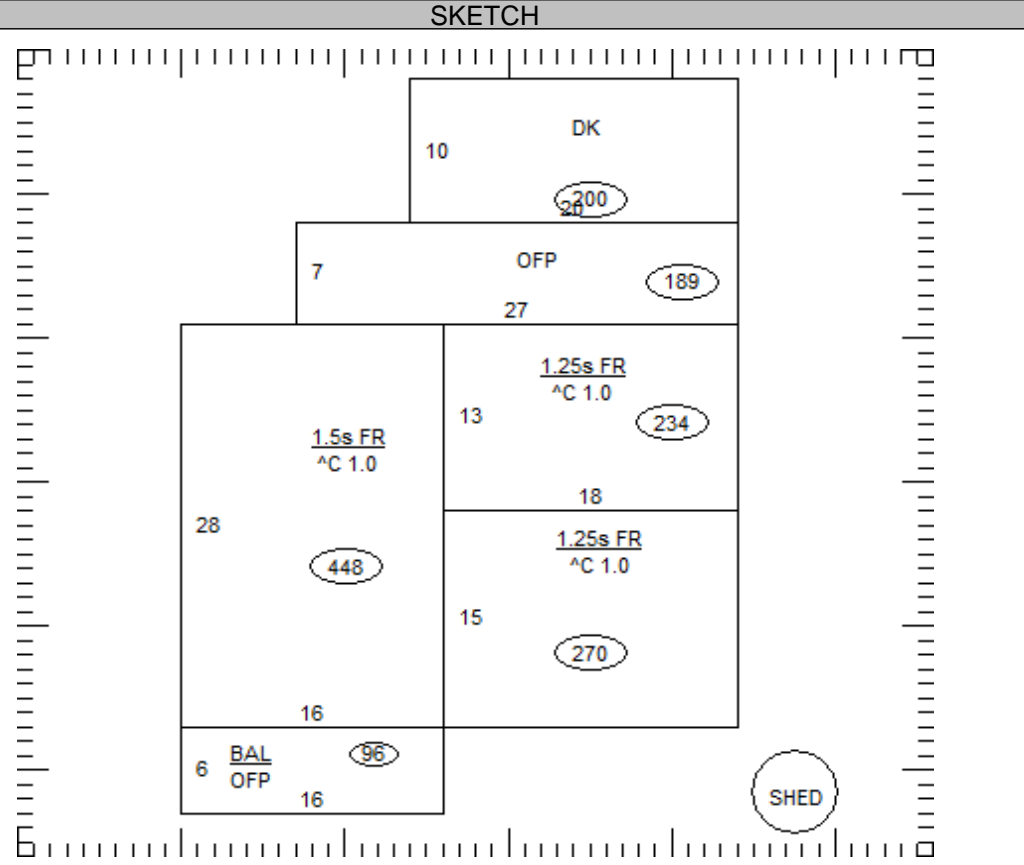 SKETCH
DK
10
200
20
OFP
7
189
27
1.25s FR
^C 1.0
13
234
18
1.5s FR
^C 1.0
28
448
16
1.25s FR
^C 1.0
15
270
6
BAL
OFP
96
16
SHED